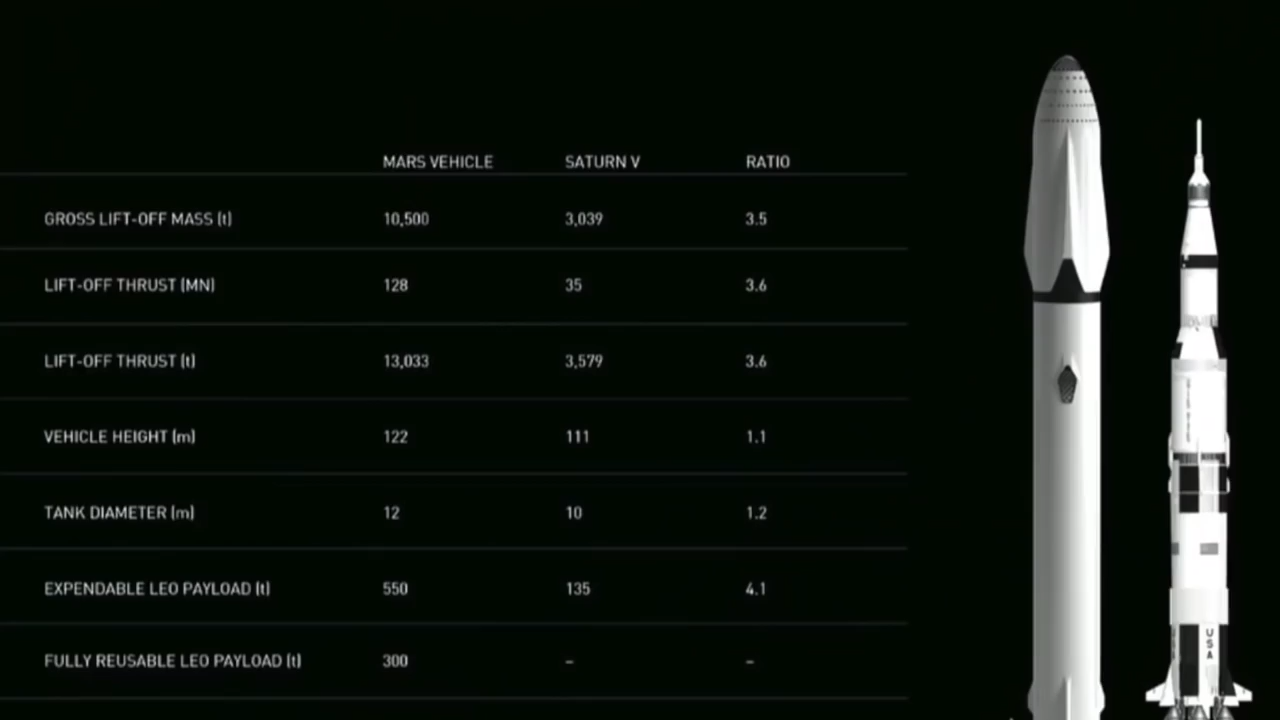 MARS VEHICLE SATURN V RATIO
GROSS LIFT-OFF MASS (t) 10,500 3,039 3.5
LIFT-OFF THRUST (MN) 128 35 3.6
LIFT-OFF THRUST (t) 13,033 3,579 3.6
VEHICLE HEIGHT (m) 122 111 1.1
TANK DIAMETER (m) 12 10 1.2
EXPENDABLE LEO PAYLOAD (t) 550 135 4.1
FULLY REUSABLE LEO PAYLOAD (t) 300 – –
USA